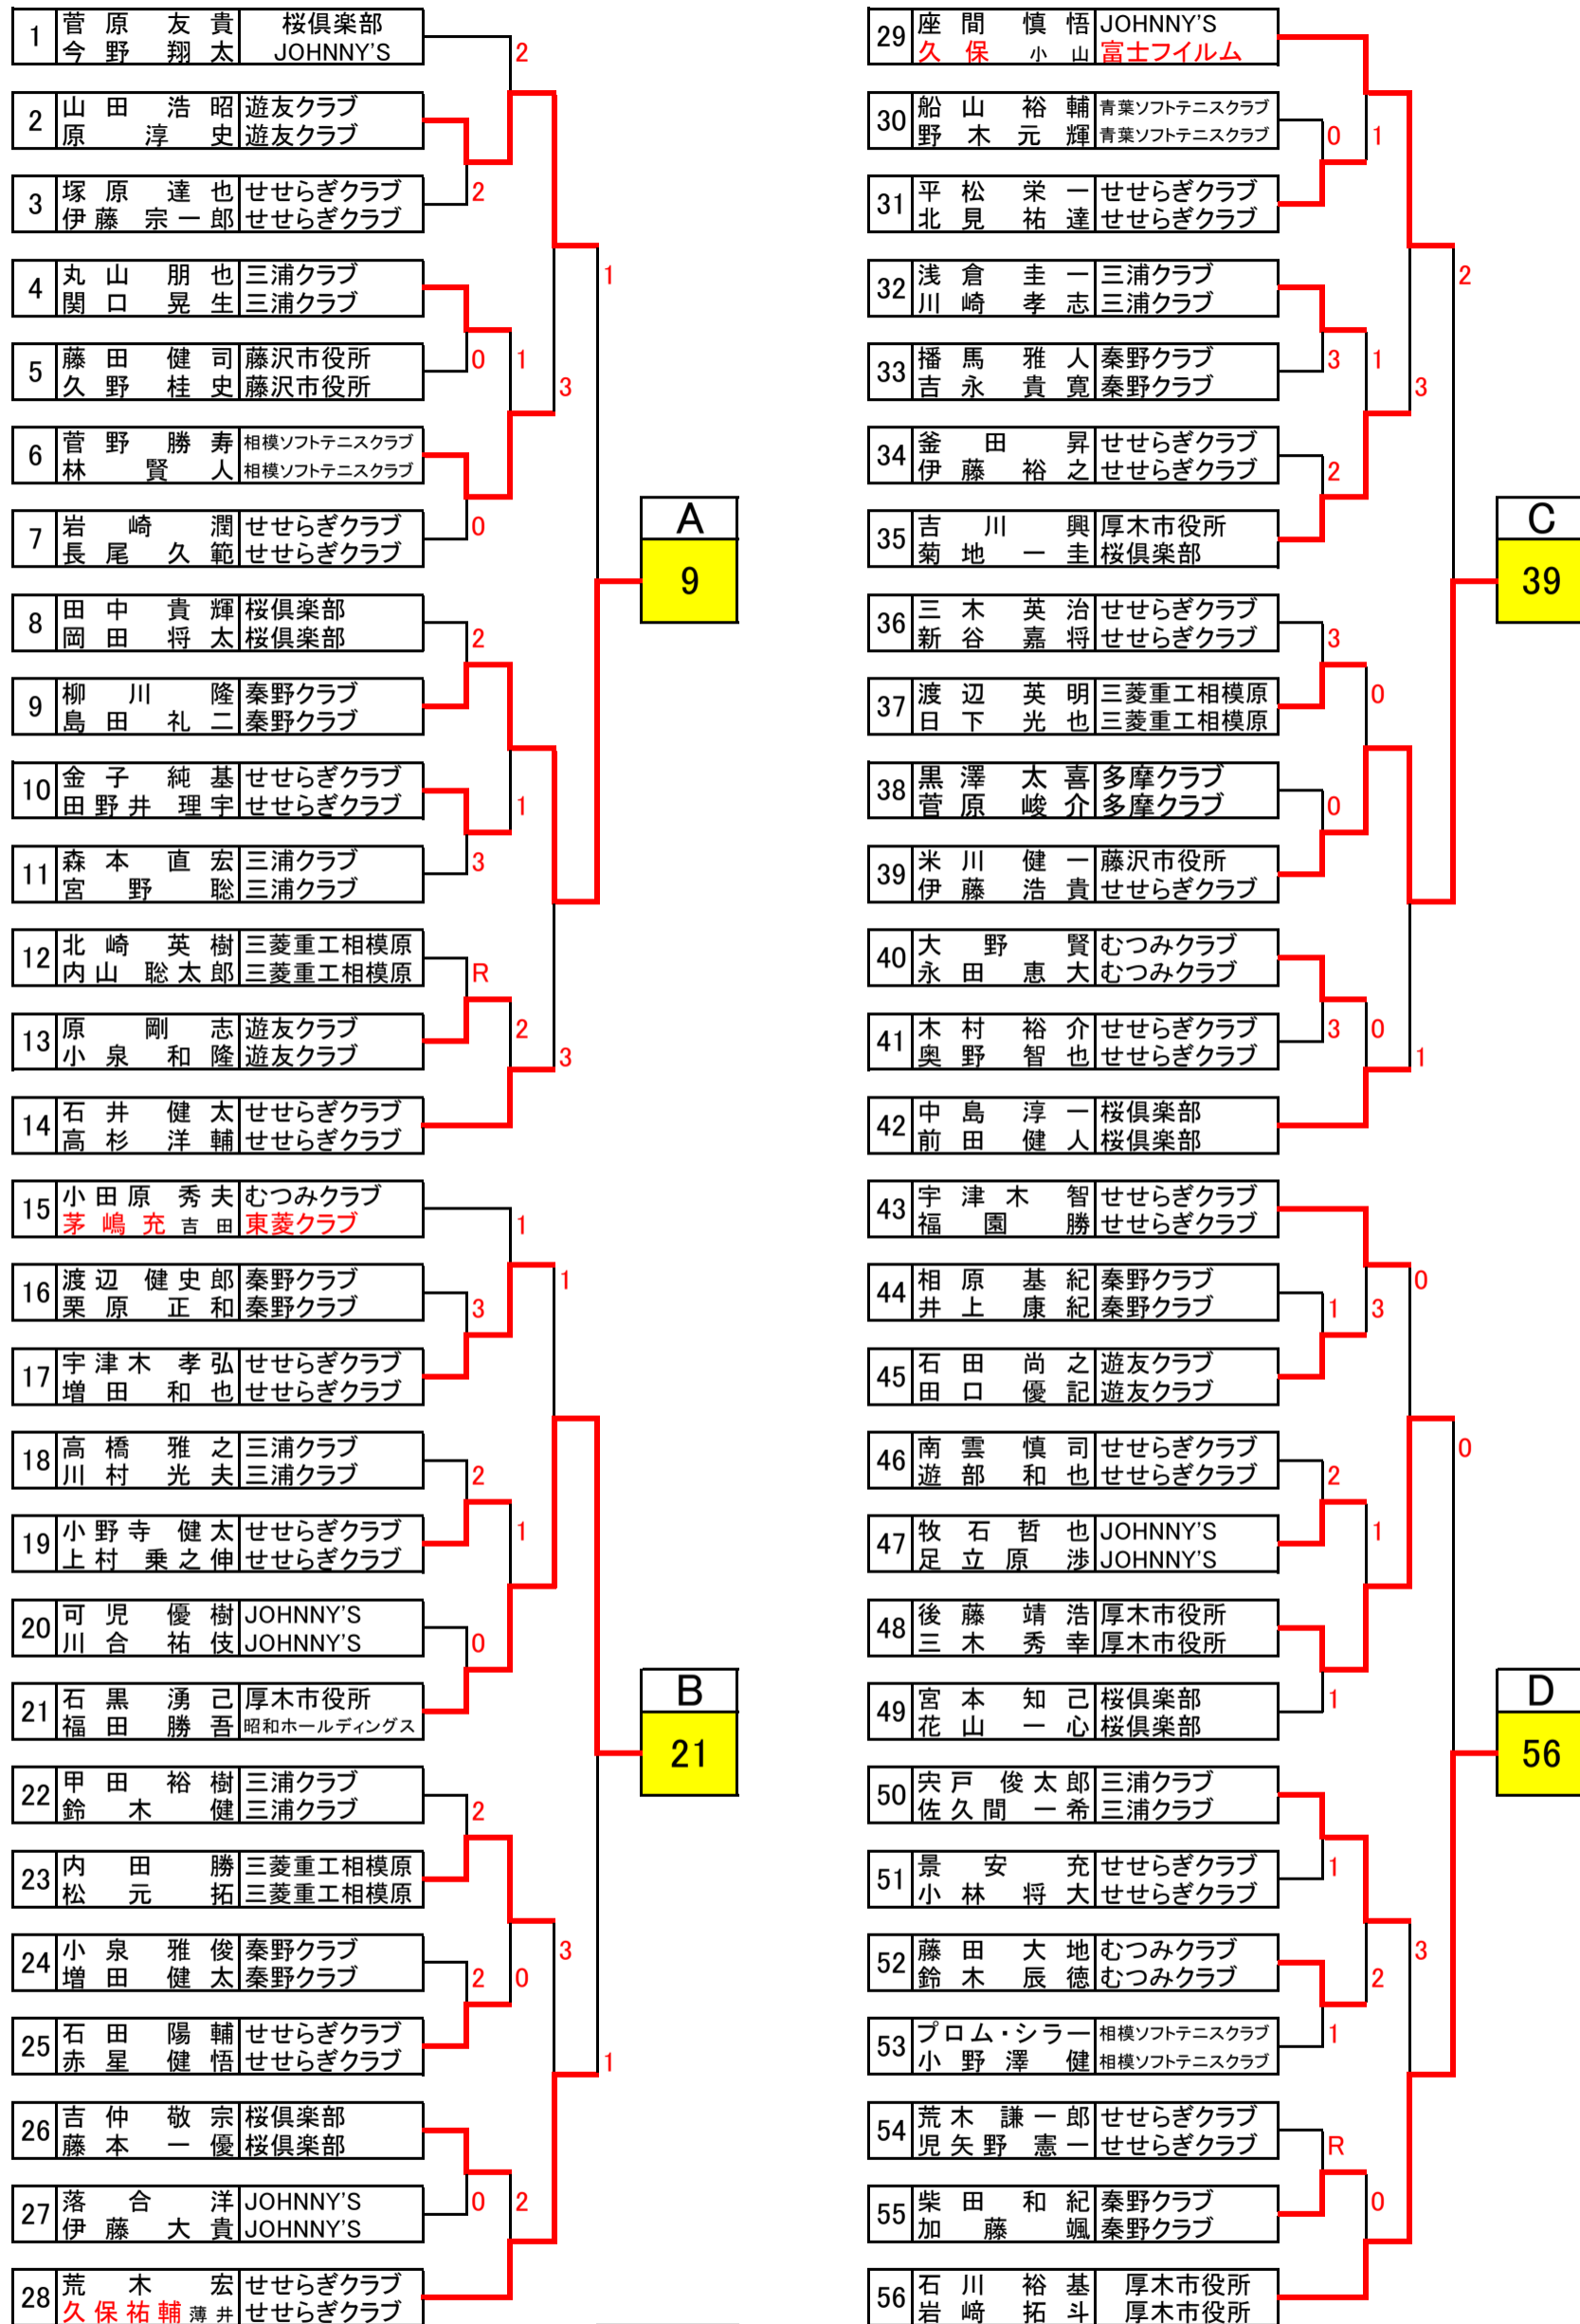 1 菅原 友貴 桜倶楽部
今野 翔太 JOHNNY'S
2
2 山田 浩昭 遊友クラブ
原 淳史 遊友クラブ
3 塚原 達也 せせらぎクラブ
伊藤 宗一郎 せせらぎクラブ
2
4 丸山 朋也 三浦クラブ
関口 晃生 三浦クラブ
1
5 藤田 健司 藤沢市役所
久野 桂史 藤沢市役所
0 1
3
6 菅野 勝寿 相模ソフトテニスクラブ
林 賢人 相模ソフトテニスクラブ
7 岩崎 潤 せせらぎクラブ
長尾 久範 せせらぎクラブ
0
A
9
8 田中 貴輝 桜倶楽部
岡田 将太 桜倶楽部
2
9 柳川 隆 秦野クラブ
島田 礼二 秦野クラブ
10 金子 純基 せせらぎクラブ
田野井 理宇 せせらぎクラブ
1
11 森本 直宏 三浦クラブ
宮野 聡 三浦クラブ
3
12 北崎 英樹 三菱重工相模原
内山 聡太郎 三菱重工相模原
R
13 原 剛志 遊友クラブ
小泉 和隆 遊友クラブ
2
3
14 石井 健太 せせらぎクラブ
高杉 洋輔 せせらぎクラブ
15 小田原 秀夫 むつみクラブ
茅嶋充 吉田 東菱クラブ
1
16 渡辺 健史郎 秦野クラブ
栗原 正和 秦野クラブ
1
3
17 宇津木 孝弘 せせらぎクラブ
増田 和也 せせらぎクラブ
18 高橋 雅之 三浦クラブ
川村 光夫 三浦クラブ
2
19 小野寺 健太 せせらぎクラブ
上村 乗之伸 せせらぎクラブ
1
20 可児 優樹 JOHNNY'S
川合 祐伎 JOHNNY'S
0
21 石黒 湧己 厚木市役所
福田 勝吾 昭和ホールディングス
B
21
22 甲田 裕樹 三浦クラブ
鈴木 健 三浦クラブ
2
23 内田 勝 三菱重工相模原
松元 拓 三菱重工相模原
24 小泉 雅俊 秦野クラブ
増田 健太 秦野クラブ
3
2 0
25 石田 陽輔 せせらぎクラブ
赤星 健悟 せせらぎクラブ
1
26 吉仲 敬宗 桜倶楽部
藤本 一優 桜倶楽部
27 落合 洋 JOHNNY'S
伊藤 大貴 JOHNNY'S
0 2
28 荒木 宏 せせらぎクラブ
久保祐輔 薄井 せせらぎクラブ
29 座間 慎悟 JOHNNY'S
久保 小山 富士フイルム
30 船山 裕輔 青葉ソフトテニスクラブ
野木 元輝 青葉ソフトテニスクラブ
0 1
31 平松 栄一 せせらぎクラブ
北見 祐達 せせらぎクラブ
32 浅倉 圭一 三浦クラブ
川崎 孝志 三浦クラブ
2
33 播馬 雅人 秦野クラブ
吉永 貴寛 秦野クラブ
3 1
3
34 釜田 昇 せせらぎクラブ
伊藤 裕之 せせらぎクラブ
2
35 吉川 興 厚木市役所
菊地 一圭 桜倶楽部
C
39
36 三木 英治 せせらぎクラブ
新谷 嘉将 せせらぎクラブ
3
37 渡辺 英明 三菱重工相模原
日下 光也 三菱重工相模原
0
38 黒澤 太喜 多摩クラブ
菅原 峻介 多摩クラブ
0
39 米川 健一 藤沢市役所
伊藤 浩貴 せせらぎクラブ
40 大野 賢 むつみクラブ
永田 恵大 むつみクラブ
41 木村 裕介 せせらぎクラブ
奥野 智也 せせらぎクラブ
3 0
1
42 中島 淳一 桜倶楽部
前田 健人 桜倶楽部
43 宇津木 智 せせらぎクラブ
福園 勝 せせらぎクラブ
44 相原 基紀 秦野クラブ
井上 康紀 秦野クラブ
0
1 3
45 石田 尚之 遊友クラブ
田口 優記 遊友クラブ
46 南雲 慎司 せせらぎクラブ
遊部 和也 せせらぎクラブ
0
2
47 牧石 哲也 JOHNNY'S
足立原 渉 JOHNNY'S
1
48 後藤 靖浩 厚木市役所
三木 秀幸 厚木市役所
49 宮本 知己 桜倶楽部
花山 一心 桜倶楽部
1
D
56
50 宍戸 俊太郎 三浦クラブ
佐久間 一希 三浦クラブ
51 景安 充 せせらぎクラブ
小林 将大 せせらぎクラブ
1
52 藤田 大地 むつみクラブ
鈴木 辰徳 むつみクラブ
3
2
53 プロム・シラー 相模ソフトテニスクラブ
小野澤 健 相模ソフトテニスクラブ
1
54 荒木 謙一郎 せせらぎクラブ
児矢野 憲一 せせらぎクラブ
R
55 柴田 和紀 秦野クラブ
加藤 颯 秦野クラブ
0
56 石川 裕基 厚木市役所
岩﨑 拓斗 厚木市役所